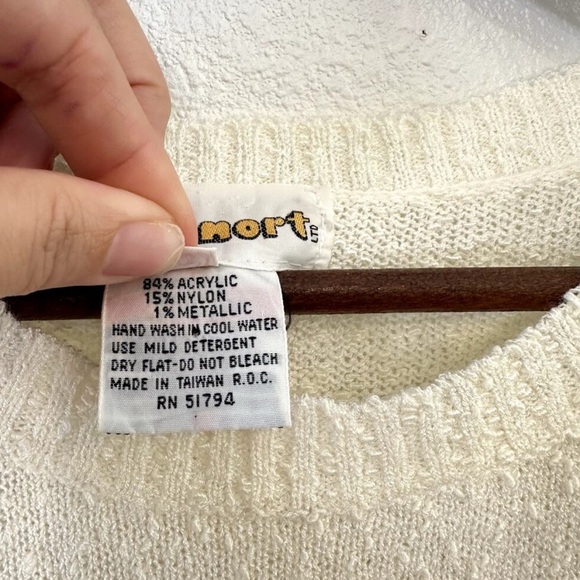 nort LTD
84% ACRYLIC
15% NYLON
1% METALLIC
HAND WASH IN COOL WATER
USE MILD DETERGENT
DRY FLAT-DO NOT BLEACH
MADE IN TAIWAN R.O.C.
RN 51794